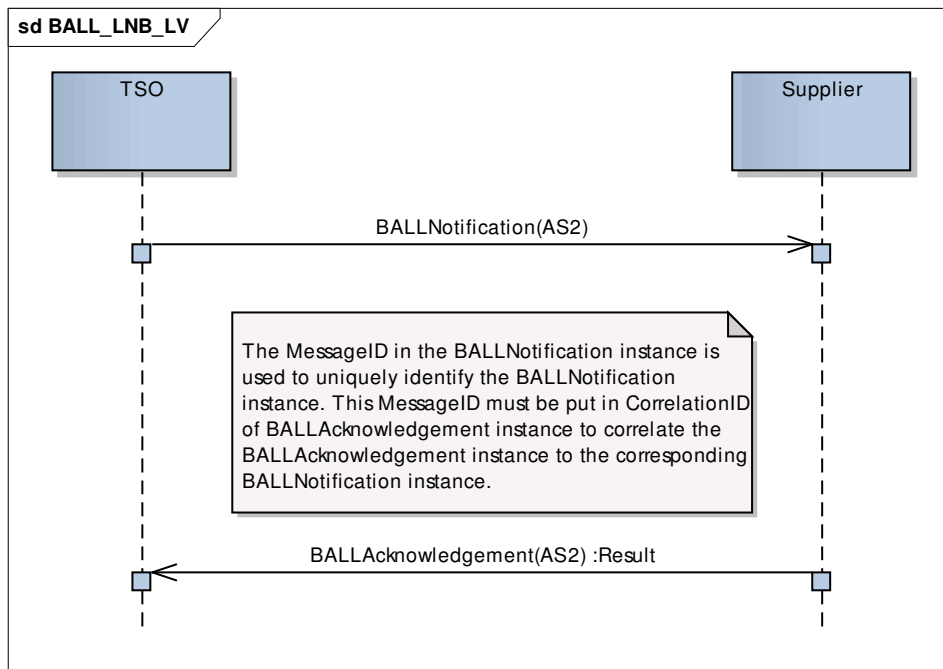 sd BALL_LNB_LV
TSO
Supplier
BALLNotification(AS2)
The MessageID in the BALLNotification instance is
used to uniquely identify the BALLNotification
instance. This MessageID must be put in CorrelationID
of BALLAcknowledgement instance to correlate the
BALLAcknowledgement instance to the corresponding
BALLNotification instance.
BALLAcknowledgement(AS2) :Result